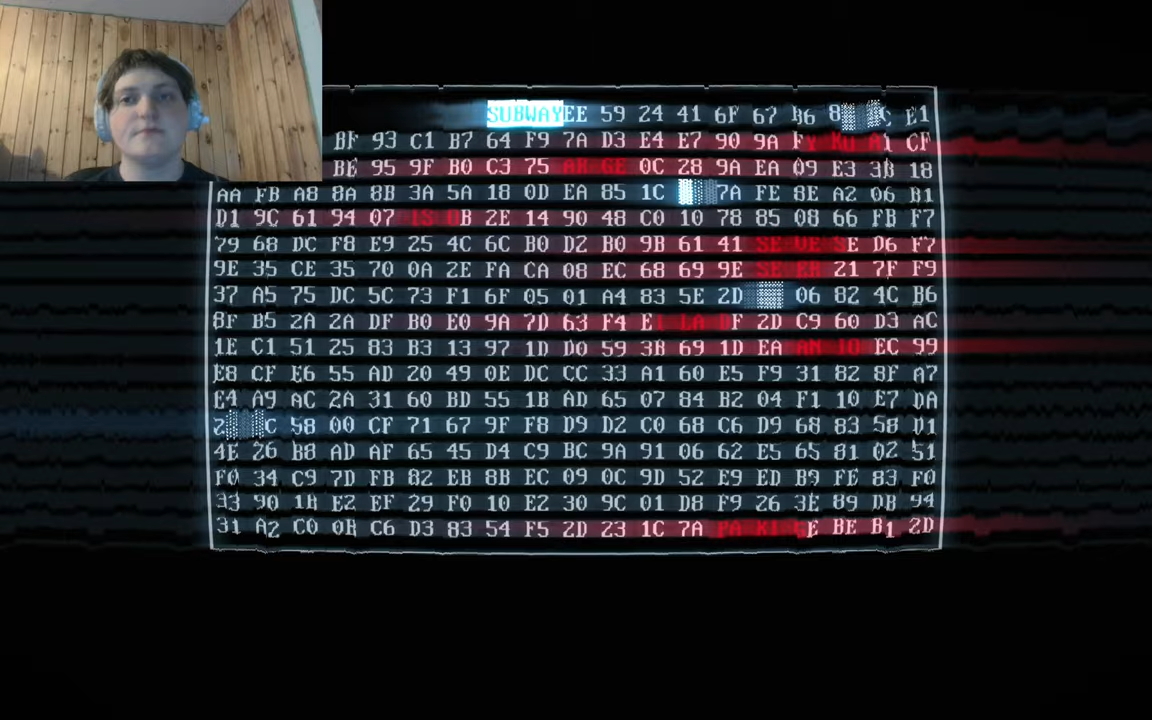 SUBWAYEE 59 24 41 6F 67 B6 8 C E1
BF 93 C1 B7 64 F9 7A D3 E4 E7 90 9A CF
BE 95 9F B0 C3 75 0C 28 9A EA 09 E3 3B 18
AA FB A8 8A 8B 3A 5A 18 0D EA 85 1C 7A FE 8E A2 06 B1
D1 9C 61 94 07 2E 14 90 48 C0 10 78 85 08 66 FB F7
79 68 DC F8 E9 25 4C 6C B0 D2 B0 9B 61 41 D6 F7
9E 35 CE 35 70 0A 2E FA CA 08 EC 68 69 9E 21 7F F9
37 A5 75 DC 5C 73 F1 6F 05 01 A4 83 5E 2D 06 82 4C B6
8F B5 2A 2A DF B0 E0 9A 7D 63 F4 2D C9 60 D3 AC
1E C1 51 25 83 B3 13 97 1D D0 59 3B 69 1D EA EC 99
E8 CF E6 55 AD 20 49 0E DC CC 33 A1 60 E5 F9 31 82 8F A7
E4 A9 AC 2A 31 60 BD 55 1B AD 65 07 84 B2 04 F1 10 E7 DA
2 C 58 00 CF 71 67 9F F8 D9 D2 C0 68 C6 D9 68 83 58 D1
4E 26 B8 AD AF 65 45 D4 C9 BC 9A 91 06 62 E5 65 81 02 51
F0 34 C9 7D FB 82 EB 8B EC 09 0C 9D 52 E9 ED B9 FE 83 F0
33 90 1B E2 EF 29 F0 10 E2 30 9C 01 D8 F9 26 3E 89 DB 94
31 A2 C0 0B C6 D3 83 54 F5 2D 23 1C 7A BE B1 2D